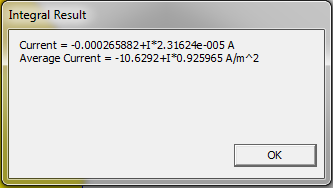 Integral Result
Current = -0.000265882+I*2.31624e-005 A
Average Current = -10.6292+I*0.925965 A/m^2
OK